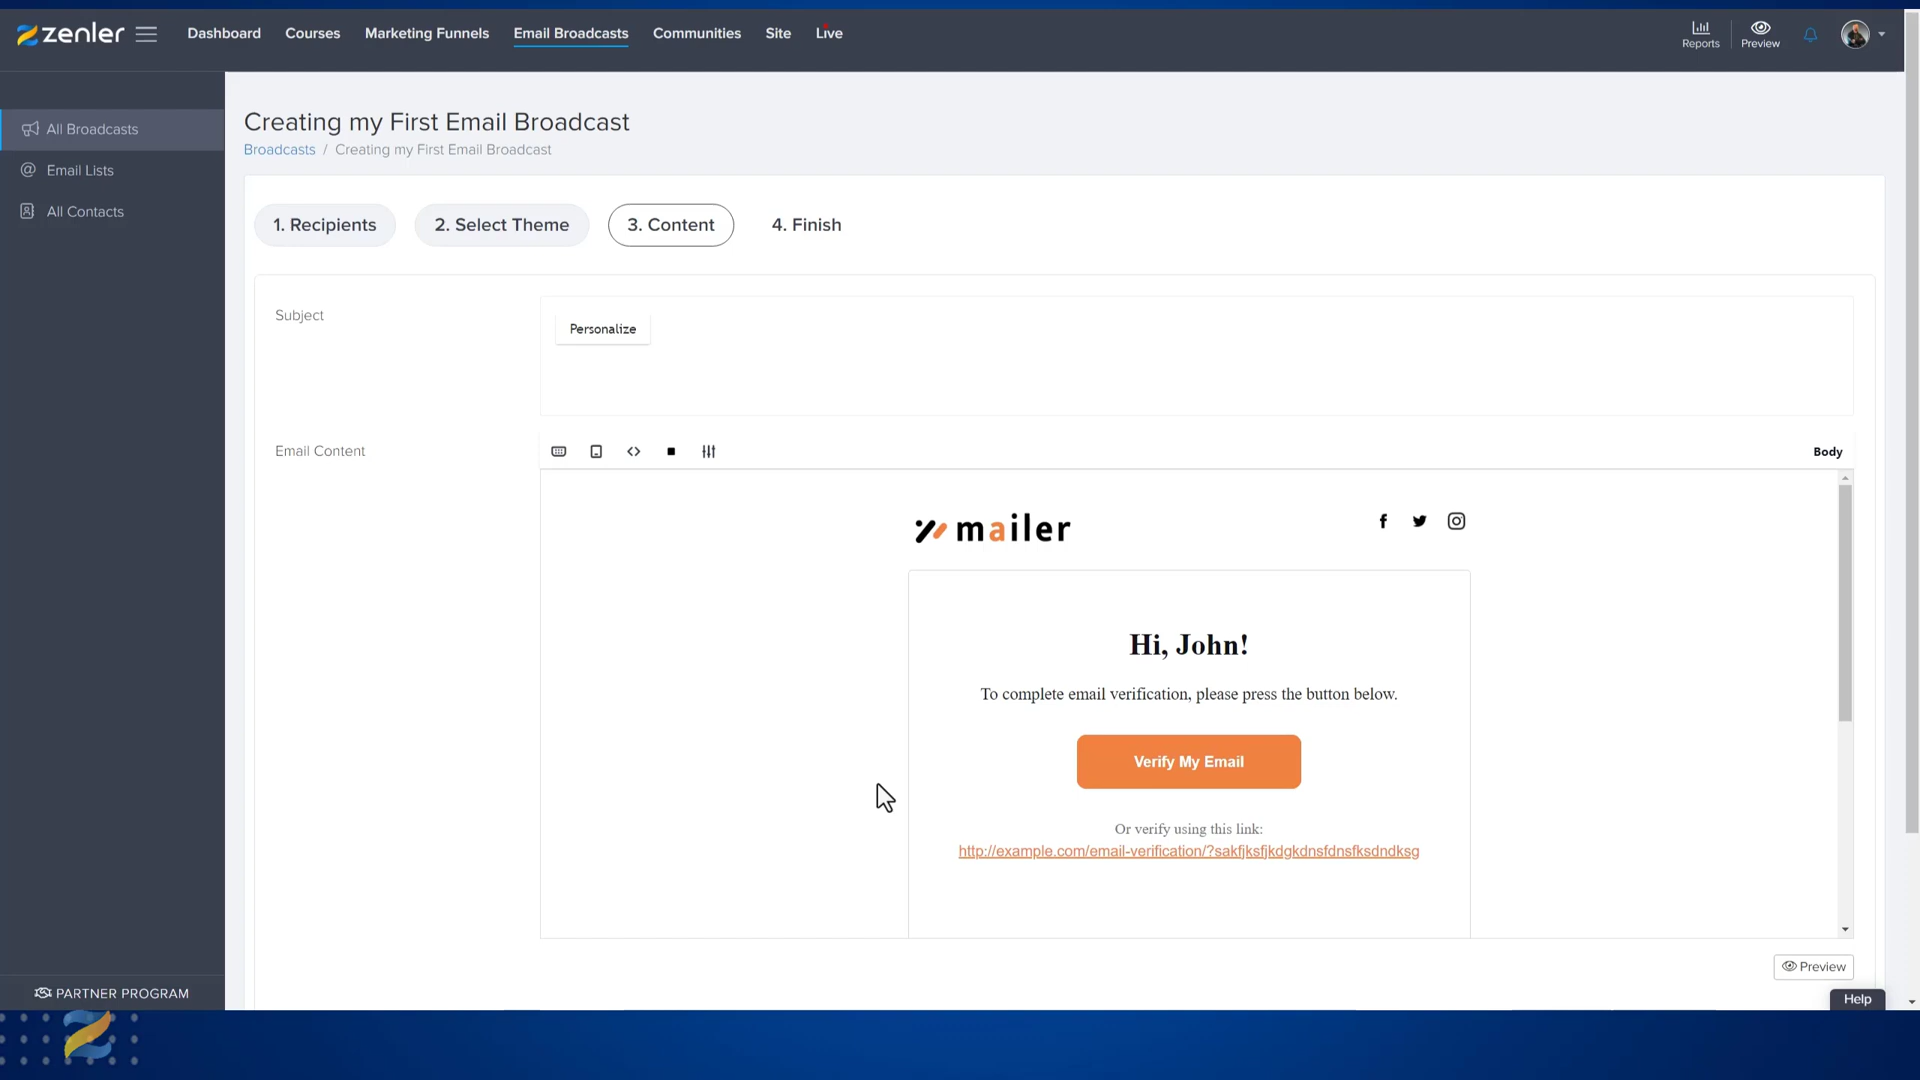 zenler
Dashboard
Courses
Marketing Funnels
Email Broadcasts
Communities
Site
Live
Reports
Preview
All Broadcasts
Email Lists
All Contacts
PARTNER PROGRAM
Creating my First Email Broadcast
Broadcasts / Creating my First Email Broadcast
1. Recipients
2. Select Theme
3. Content
4. Finish
Subject
Personalize
Email Content
Body
mailer
Hi, John!
To complete email verification, please press the button below.
Verify My Email
Or verify using this link:
http://example.com/email-verification/?sakfjksfjkdgkdnsfdnsfksdndksg
Preview
Help